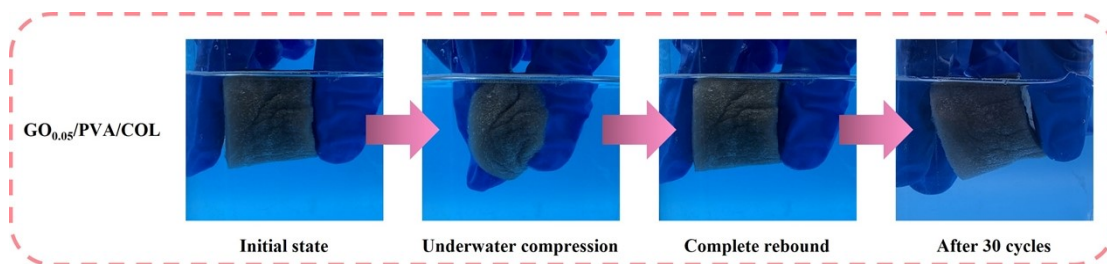 GO₀.₀₅/PVA/COL
Initial state
Underwater compression
Complete rebound
After 30 cycles